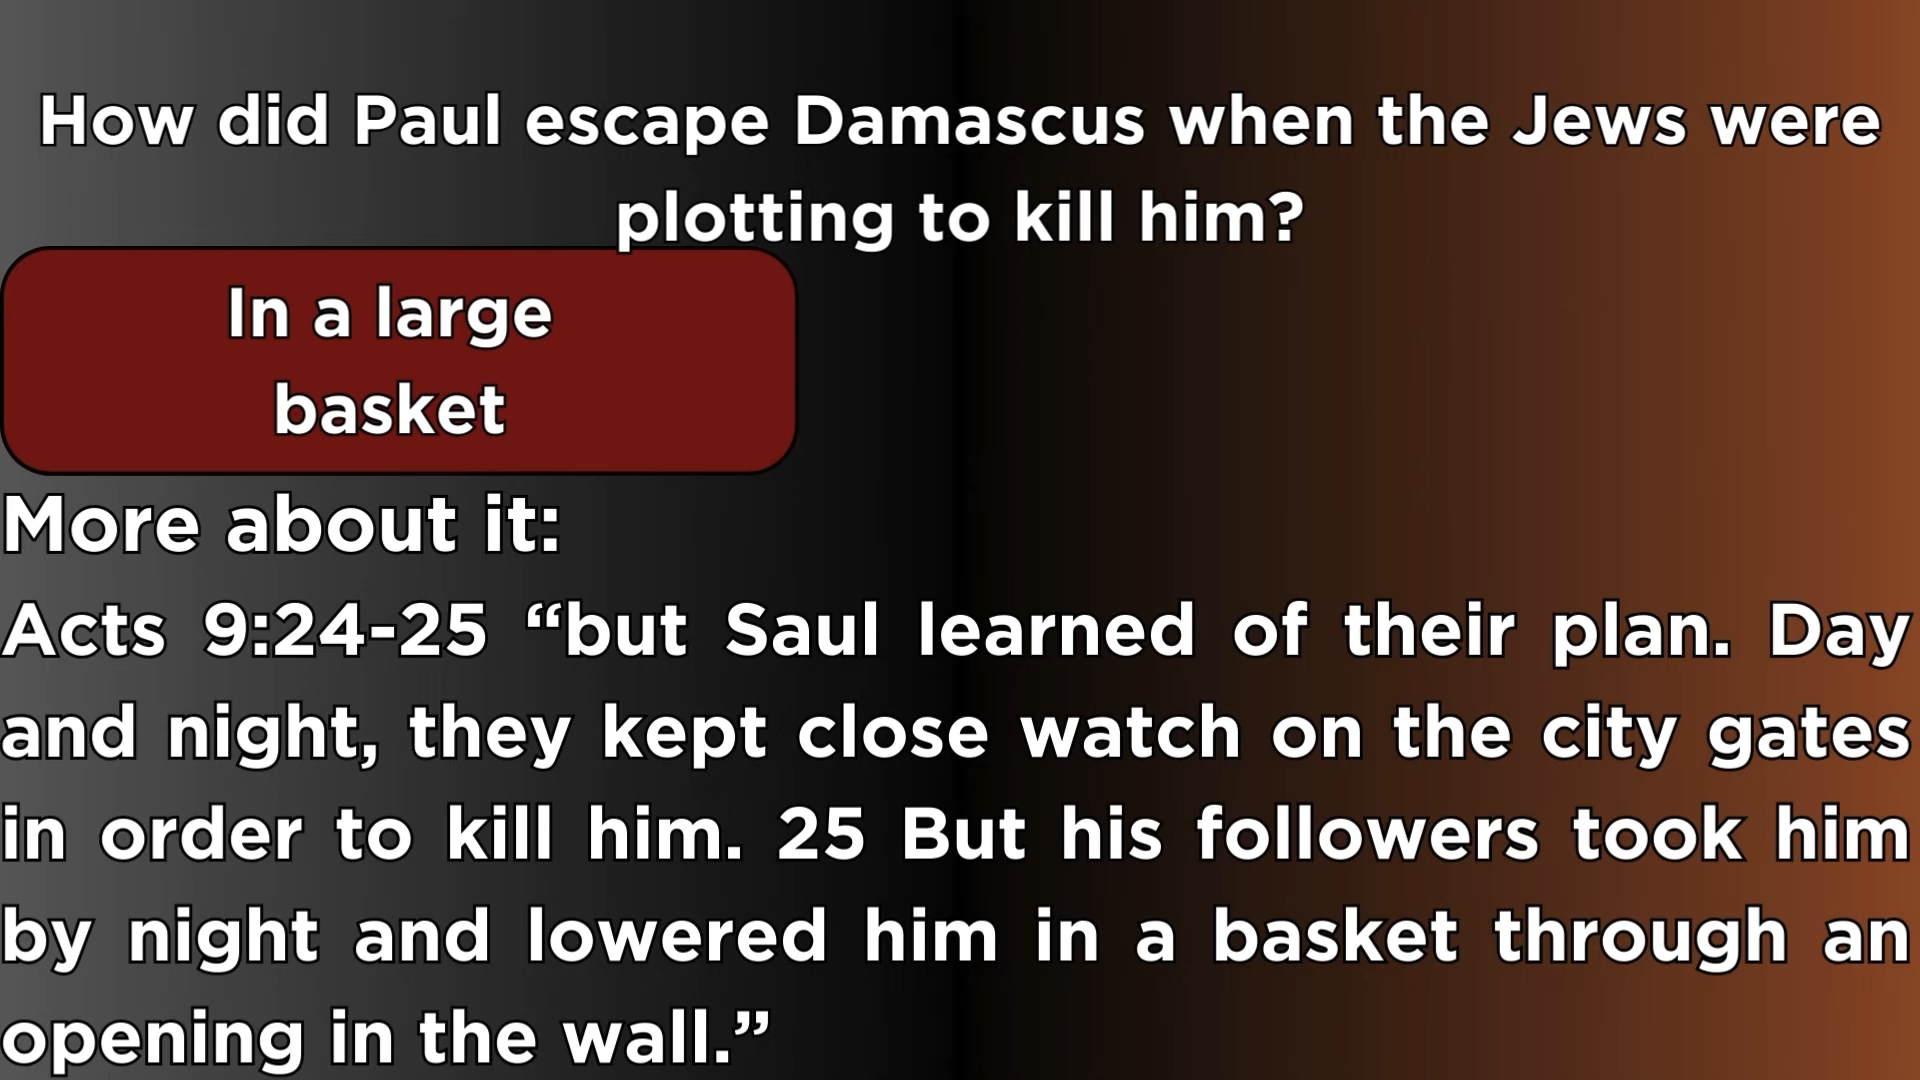 How did Paul escape Damascus when the Jews were
plotting to kill him?
In a large
basket
More about it:
Acts 9:24-25 “but Saul learned of their plan. Day
and night, they kept close watch on the city gates
in order to kill him. 25 But his followers took him
by night and lowered him in a basket through an
opening in the wall.”